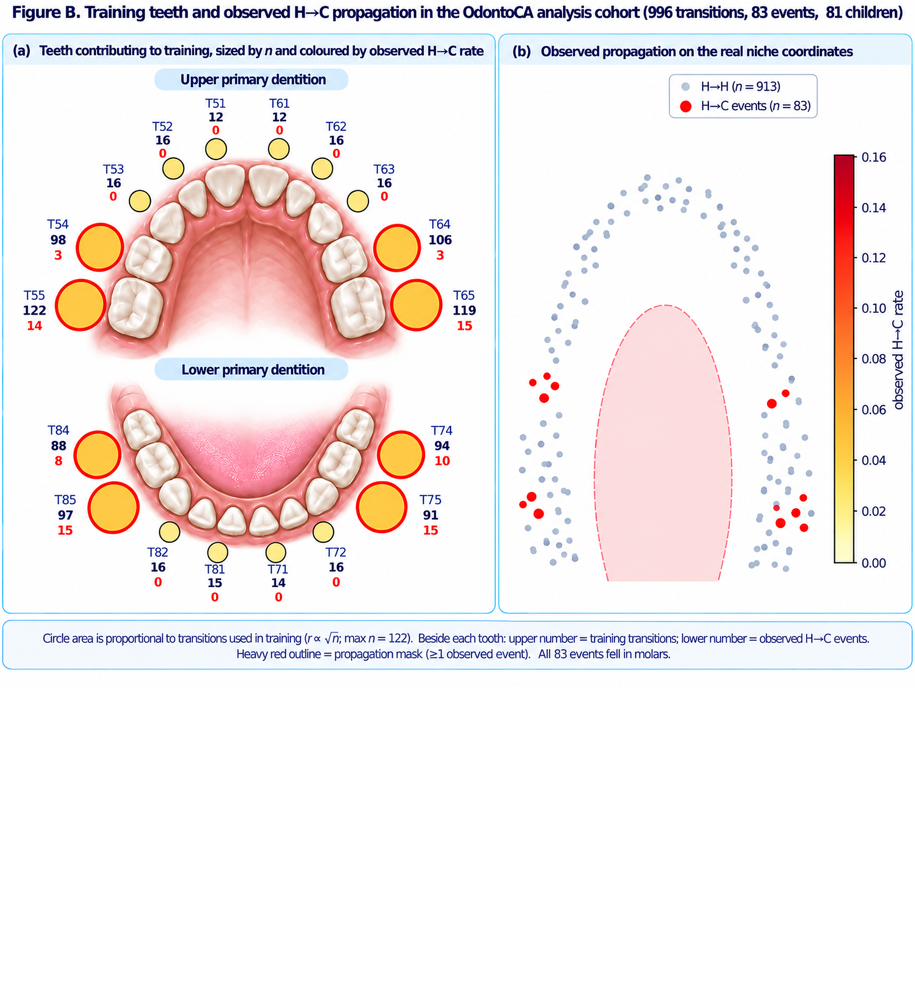 Figure B. Training teeth and observed H→C propagation in the OdontoCA analysis cohort (996 transitions, 83 events, 81 children)
(a) Teeth contributing to training, sized by n and coloured by observed H→C rate
Upper primary dentition
T51
12
0
T61
12
0
T52
16
0
T62
16
0
T53
16
0
T63
16
0
T54
98
3
T64
106
3
T55
122
14
T65
119
15
Lower primary dentition
T84
88
8
T74
94
10
T85
97
15
T75
91
15
T82
16
0
T81
15
0
T71
14
0
T72
16
0
(b) Observed propagation on the real niche coordinates
H→H (n = 913)
H→C events (n = 83)
0.16
0.14
0.12
0.10
0.08
0.06
0.04
0.02
0.00
observed H→C rate
Circle area is proportional to transitions used in training (r ∝ √n; max n = 122). Beside each tooth: upper number = training transitions; lower number = observed H→C events.
Heavy red outline = propagation mask (≥1 observed event). All 83 events fell in molars.